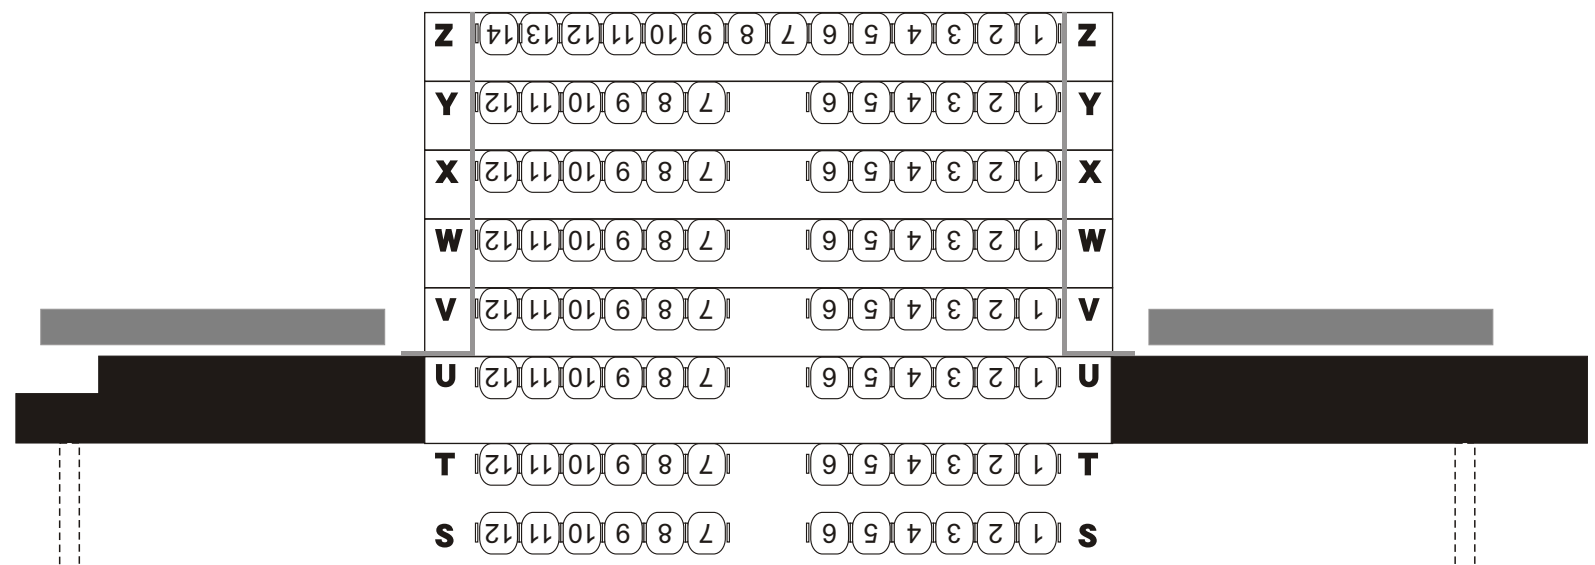 Z 14 13 12 11 10 9 8 7 6 5 4 3 2 1 Z
Y 12 11 10 9 8 7 6 5 4 3 2 1 Y
X 12 11 10 9 8 7 6 5 4 3 2 1 X
W 12 11 10 9 8 7 6 5 4 3 2 1 W
V 12 11 10 9 8 7 6 5 4 3 2 1 V
U 12 11 10 9 8 7 6 5 4 3 2 1 U
T 12 11 10 9 8 7 6 5 4 3 2 1 T
S 12 11 10 9 8 7 6 5 4 3 2 1 S